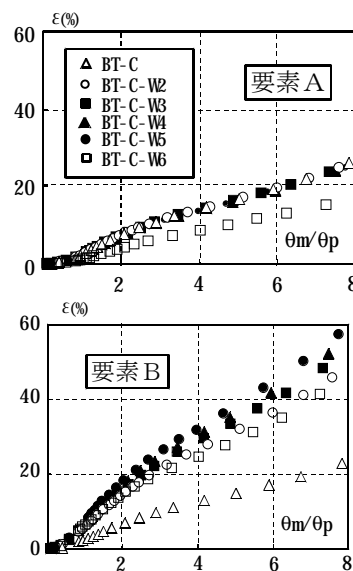 ε(%)
60
40
20
0
△ BT-C
○ BT-C-W2
■ BT-C-W3
▲ BT-C-W4
● BT-C-W5
□ BT-C-W6
要素A
θm/θp
2 4 6 8
ε(%)
60
40
20
0
要素B
θm/θp
2 4 6 8